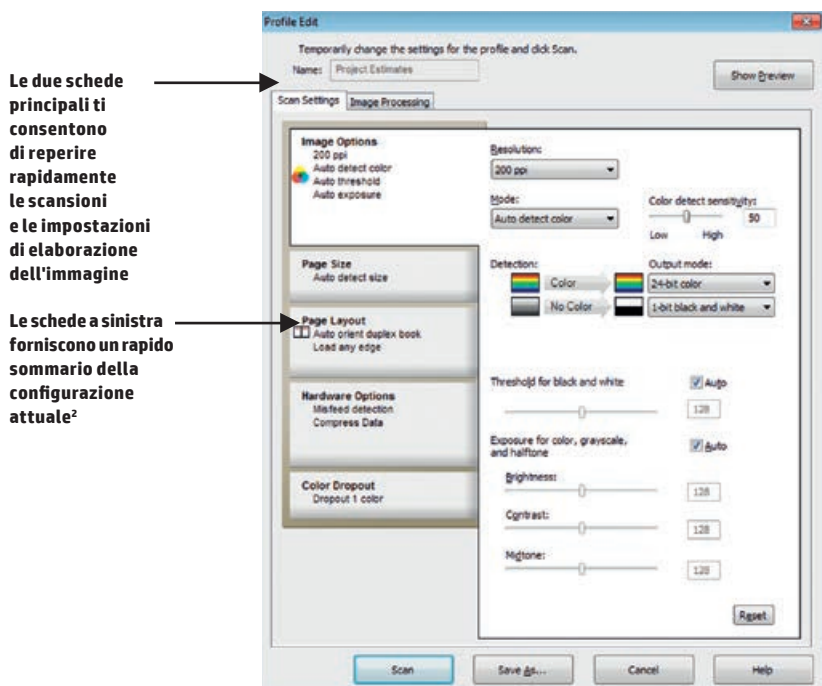 Profile Edit
Temporarily change the settings for the profile and click Scan.
Name: Project Estimates
Show Preview
Scan Settings Image Processing
Le due schede
principali ti
consentono
di reperire
rapidamente
le scansioni
e le impostazioni
di elaborazione
dell'immagine
Le schede a sinistra
forniscono un rapido
sommario della
configurazione
attuale²
Image Options
200 ppi
Auto detect color
Auto threshold
Auto exposure
Page Size
Auto detect size
Page Layout
Auto orient duplex book
Load any edge
Hardware Options
Misfeed detection
Compress Data
Color Dropout
Dropout 1 color
Resolution:
200 ppi
Mode:
Auto detect color
Color detect sensitivity:
50
Low High
Detection:
Output mode:
Color
24-bit color
No Color
1-bit black and white
Threshold for black and white
Auto
128
Exposure for color, grayscale,
and halftone
Auto
Brightness:
128
Contrast:
128
Midtone:
128
Reset
Scan
Save As...
Cancel
Help